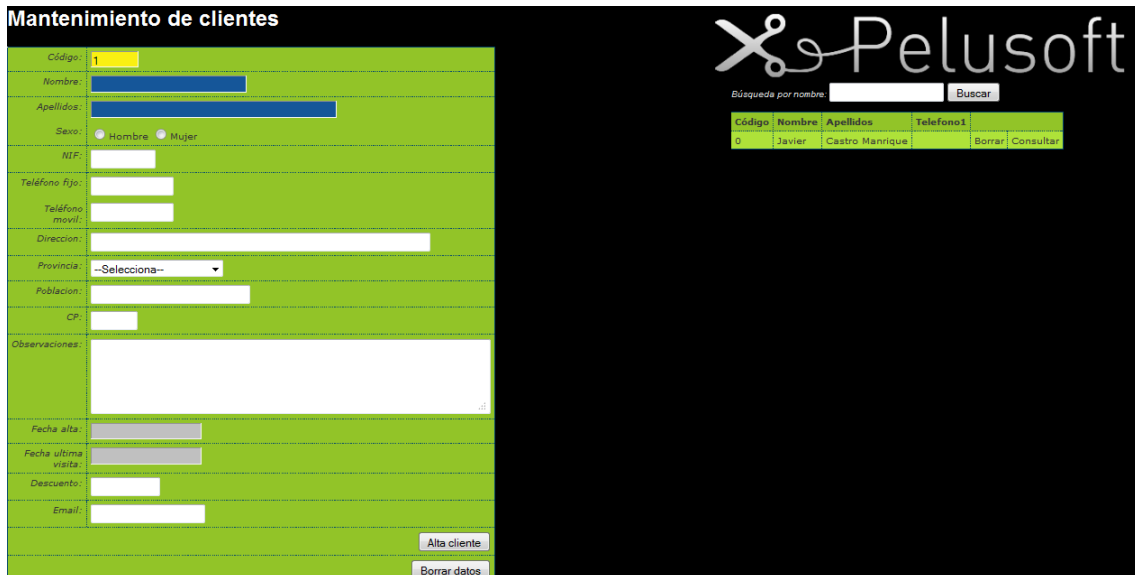 Mantenimiento de clientes
Código: 1
Nombre:
Apellidos:
Sexo: Hombre Mujer
NIF:
Teléfono fijo:
Teléfono
movil:
Direccion:
Provincia: --Selecciona--
Poblacion:
CP:
Observaciones:
Fecha alta:
Fecha ultima
visita:
Descuento:
Email:
Alta cliente
Borrar datos
Pelusoft
Búsqueda por nombre: Buscar
Código Nombre Apellidos Telefono1
0 Javier Castro Manrique Borrar Consultar